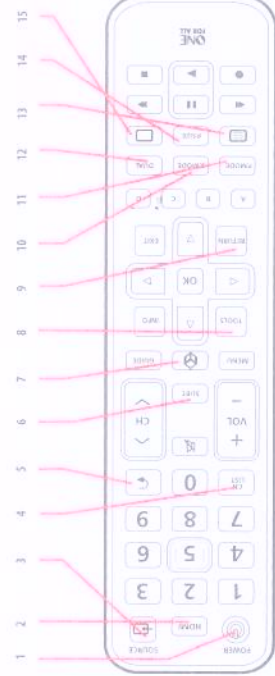 POWER HDMI SOURCE
1 2 3
4 5 6
7 8 9
CH LIST 0
+
VOL SUBT. CH
-
MENU GUIDE
TOOLS INFO
OK
RETURN EXIT
A B C D
P.MODE DUAL
P.SIZE
ONE
FOR ALL
1
2
3
4
5
6
7
8
9
10
11
12
13
14
15